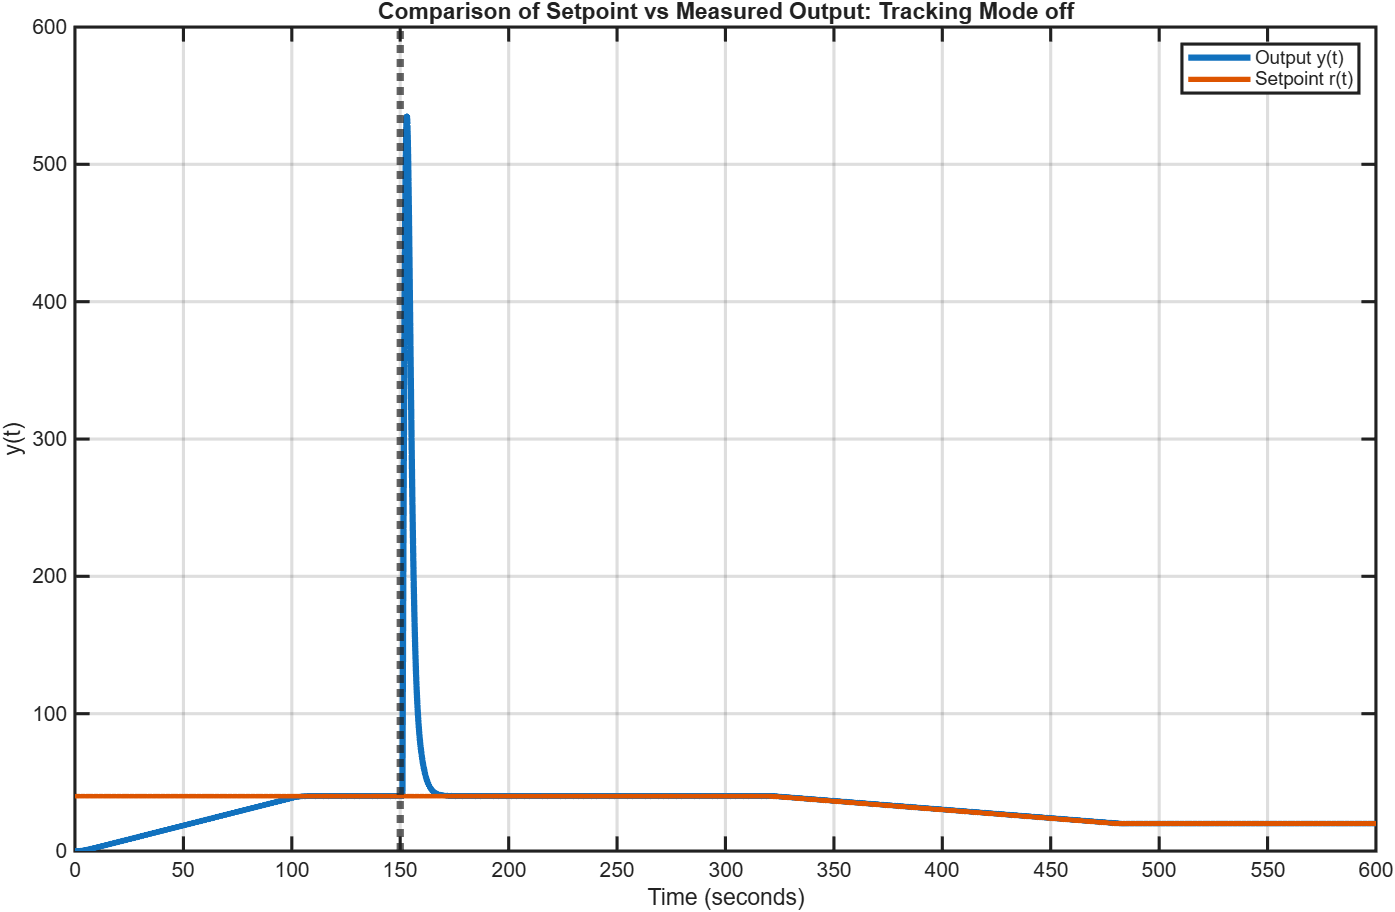 Comparison of Setpoint vs Measured Output: Tracking Mode off
Output y(t)
Setpoint r(t)
y(t)
600
500
400
300
200
100
0
0 50 100 150 200 250 300 350 400 450 500 550 600
Time (seconds)